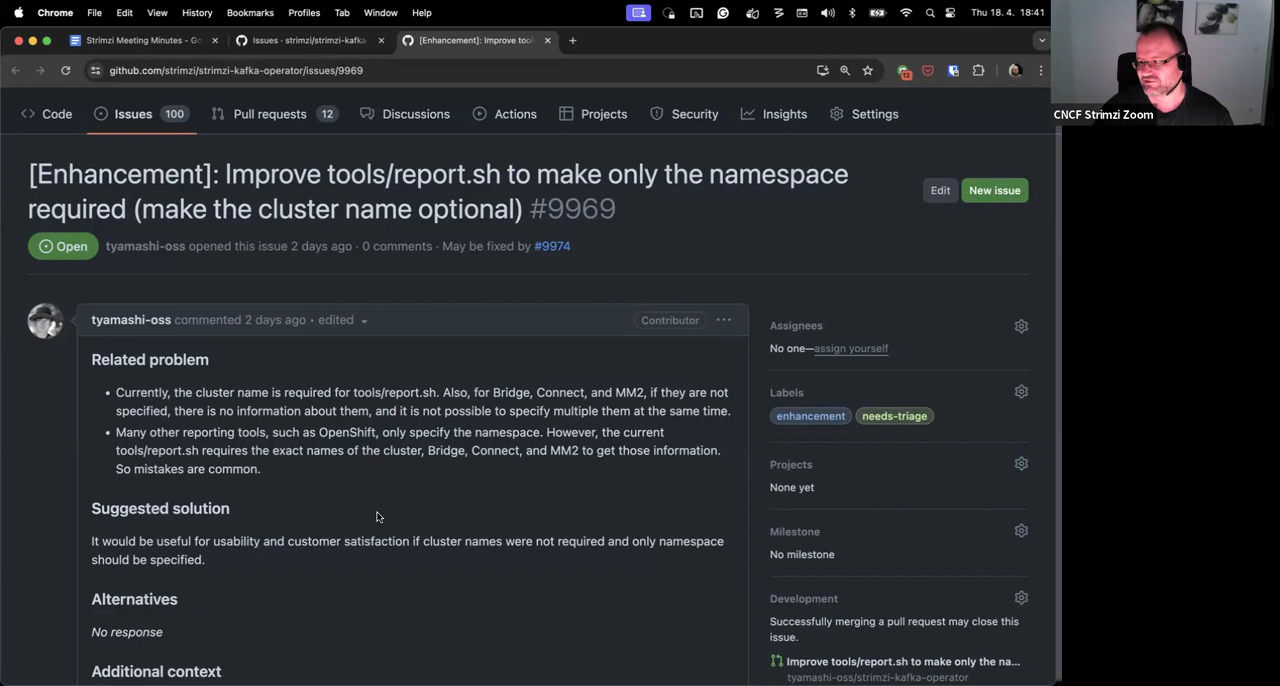 Chrome File Edit View History Bookmarks Profiles Tab Window Help Thu 18. 4. 18:41
Strimzi Meeting Minutes - Go
Issues · strimzi/strimzi-kafka
[Enhancement]: Improve tool
github.com/strimzi/strimzi-kafka-operator/issues/9969
12
CNCF Strimzi Zoom
Code Issues 100 Pull requests 12 Discussions Actions Projects Security Insights Settings
[Enhancement]: Improve tools/report.sh to make only the namespace
required (make the cluster name optional) #9969
Edit New issue
Open tyamashi-oss opened this issue 2 days ago · 0 comments · May be fixed by #9974
tyamashi-oss commented 2 days ago • edited
Contributor
Related problem
• Currently, the cluster name is required for tools/report.sh. Also, for Bridge, Connect, and MM2, if they are not
specified, there is no information about them, and it is not possible to specify multiple them at the same time.
• Many other reporting tools, such as OpenShift, only specify the namespace. However, the current
tools/report.sh requires the exact names of the cluster, Bridge, Connect, and MM2 to get those information.
So mistakes are common.
Suggested solution
It would be useful for usability and customer satisfaction if cluster names were not required and only namespace
should be specified.
Alternatives
No response
Additional context
Assignees
No one—assign yourself
Labels
enhancement needs-triage
Projects
None yet
Milestone
No milestone
Development
Successfully merging a pull request may close this
issue.
Improve tools/report.sh to make only the na...
tyamashi-oss/strimzi-kafka-operator